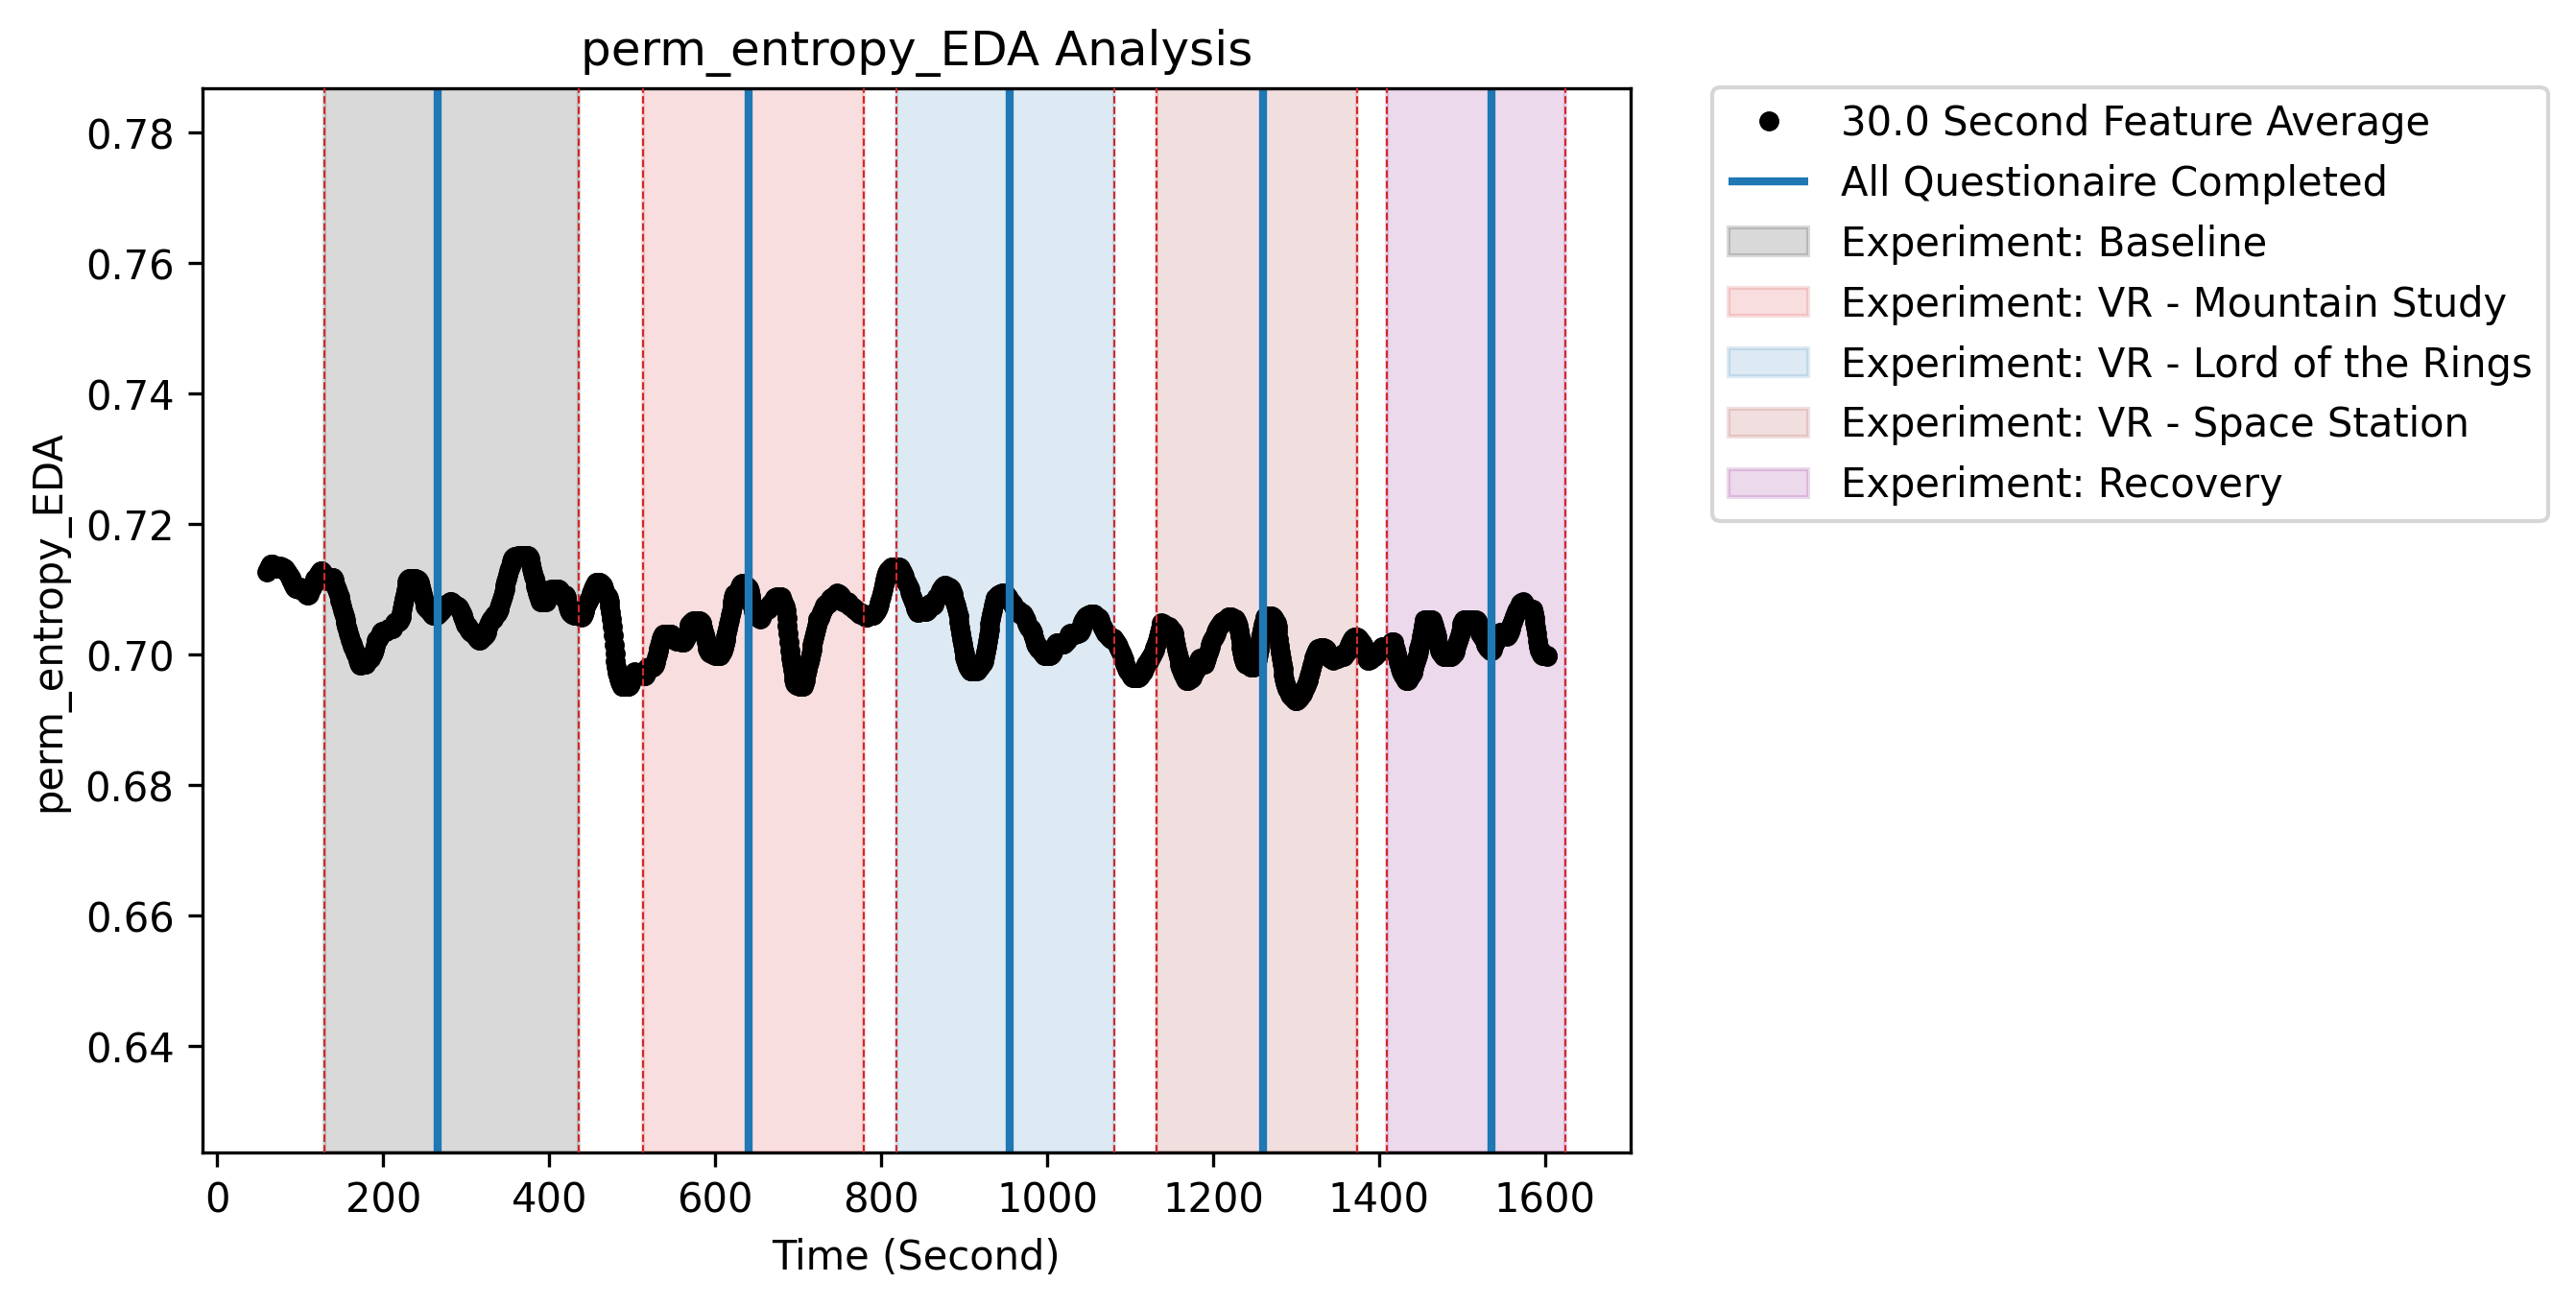 perm_entropy_EDA Analysis
0.78
0.76
0.74
0.72
0.70
0.68
0.66
0.64
perm_entropy_EDA
0 200 400 600 800 1000 1200 1400 1600
Time (Second)
30.0 Second Feature Average
All Questionaire Completed
Experiment: Baseline
Experiment: VR - Mountain Study
Experiment: VR - Lord of the Rings
Experiment: VR - Space Station
Experiment: Recovery